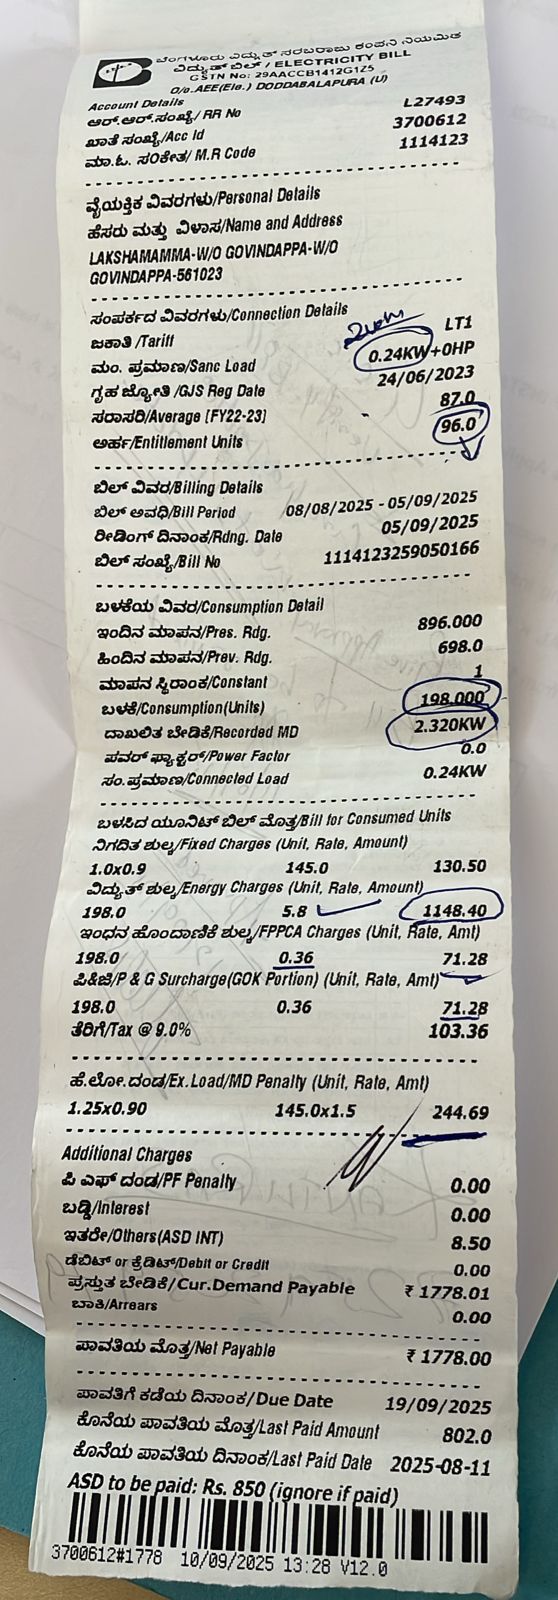 ಬೆಂಗಳೂರು ವಿದ್ಯುತ್ ಸರಬರಾಜು ಕಂಪನಿ ನಿಯಮಿತ
ವಿದ್ಯುತ್ ಬಿಲ್ / ELECTRICITY BILL
GSTN No: 29AACCB1412G1Z5
O/o.AEE(Ele.) DODDABALAPURA (U)
Account Details
ಆರ್.ಆರ್.ಸಂಖ್ಯೆ/ RR No L27493
ಖಾತೆ ಸಂಖ್ಯೆ/Acc Id 3700612
ಮಾ.ಓ. ಸಂಕೇತ/ M.R Code 1114123
ವೈಯಕ್ತಿಕ ವಿವರಗಳು/Personal Details
ಹೆಸರು ಮತ್ತು ವಿಳಾಸ/Name and Address
LAKSHAMAMMA-W/O GOVINDAPPA-W/O
GOVINDAPPA-561023
ಸಂಪರ್ಕದ ವಿವರಗಳು/Connection Details
ಜಕಾತಿ /Tariff LT1
ಮಂ. ಪ್ರಮಾಣ/Sanc Load 0.24KW+0HP
ಗೃಹ ಜ್ಯೋತಿ /GJS Reg Date 24/06/2023
ಸರಾಸರಿ/Average [FY22-23] 87.0
ಅರ್ಹ/Entitlement Units 96.0
ಬಿಲ್ ವಿವರ/Billing Details
ಬಿಲ್ ಅವಧಿ/Bill Period 08/08/2025 - 05/09/2025
ರೀಡಿಂಗ್ ದಿನಾಂಕ/Rdng. Date 05/09/2025
ಬಿಲ್ ಸಂಖ್ಯೆ/Bill No 1114123259050166
ಬಳಕೆಯ ವಿವರ/Consumption Detail
ಇಂದಿನ ಮಾಪನ/Pres. Rdg. 896.000
ಹಿಂದಿನ ಮಾಪನ/Prev. Rdg. 698.0
ಮಾಪನ ಸ್ಥಿರಾಂಕ/Constant 1
ಬಳಕೆ/Consumption(Units) 198.000
ದಾಖಲಿತ ಬೇಡಿಕೆ/Recorded MD 2.320KW
ಪವರ್ ಫ್ಯಾಕ್ಟರ್/Power Factor 0.0
ಸಂ.ಪ್ರಮಾಣ/Connected Load 0.24KW
ಬಳಸಿದ ಯೂನಿಟ್ ಬಿಲ್ ಮೊತ್ತ/Bill for Consumed Units
ನಿಗದಿತ ಶುಲ್ಕ/Fixed Charges (Unit, Rate, Amount)
1.0x0.9 145.0 130.50
ವಿದ್ಯುತ್ ಶುಲ್ಕ/Energy Charges (Unit, Rate, Amount)
198.0 5.8 1148.40
ಇಂಧನ ಹೊಂದಾಣಿಕೆ ಶುಲ್ಕ/FPPCA Charges (Unit, Rate, Amt)
198.0 0.36 71.28
ಪಿ&ಜಿ/P & G Surcharge(GOK Portion) (Unit, Rate, Amt)
198.0 0.36 71.28
ತೆರಿಗೆ/Tax @ 9.0% 103.36
ಹೆ.ಲೋ.ದಂಡ/Ex.Load/MD Penalty (Unit, Rate, Amt)
1.25x0.90 145.0x1.5 244.69
Additional Charges
ಪಿ ಎಫ್ ದಂಡ/PF Penalty 0.00
ಬಡ್ಡಿ/Interest 0.00
ಇತರೇ/Others(ASD INT) 8.50
ಡೆಬಿಟ್ or ಕ್ರೆಡಿಟ್/Debit or Credit 0.00
ಪ್ರಸ್ತುತ ಬೇಡಿಕೆ/Cur.Demand Payable ₹ 1778.01
ಬಾಕಿ/Arrears 0.00
ಪಾವತಿಯ ಮೊತ್ತ/Net Payable ₹ 1778.00
ಪಾವತಿಗೆ ಕಡೆಯ ದಿನಾಂಕ/Due Date 19/09/2025
ಕೊನೆಯ ಪಾವತಿಯ ಮೊತ್ತ/Last Paid Amount 802.0
ಕೊನೆಯ ಪಾವತಿಯ ದಿನಾಂಕ/Last Paid Date 2025-08-11
ASD to be paid: Rs. 850 (ignore if paid)
3700612#1778 10/09/2025 13:28 V12.0